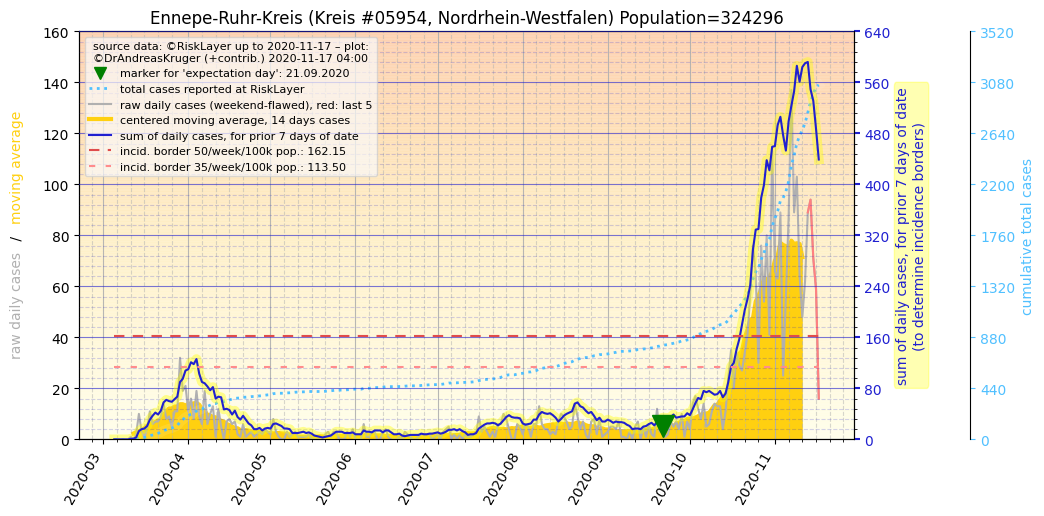 Ennepe-Ruhr-Kreis (Kreis #05954, Nordrhein-Westfalen) Population=324296
source data: ©RiskLayer up to 2020-11-17 – plot:
©DrAndreasKruger (+contrib.) 2020-11-17 04:00
marker for 'expectation day': 21.09.2020
total cases reported at RiskLayer
raw daily cases (weekend-flawed), red: last 5
centered moving average, 14 days cases
sum of daily cases, for prior 7 days of date
incid. border 50/week/100k pop.: 162.15
incid. border 35/week/100k pop.: 113.50
raw daily cases / moving average
160
140
120
100
80
60
40
20
0
2020-03
2020-04
2020-05
2020-06
2020-07
2020-08
2020-09
2020-10
2020-11
640
560
480
400
320
240
160
80
0
sum of daily cases, for prior 7 days of date
(to determine incidence borders)
3520
3080
2640
2200
1760
1320
880
440
0
cumulative total cases